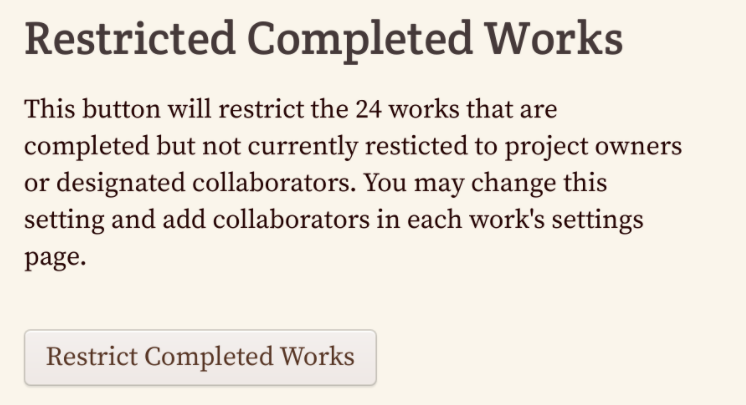 Restricted Completed Works
This button will restrict the 24 works that are
completed but not currently resticted to project owners
or designated collaborators. You may change this
setting and add collaborators in each work's settings
page.
Restrict Completed Works